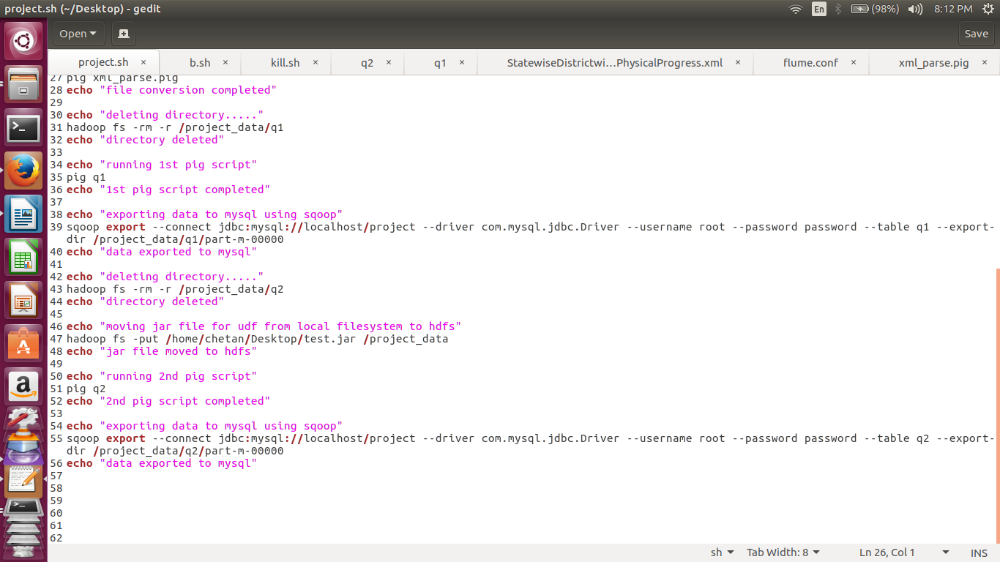 project.sh (~/Desktop) - gedit
En (98%) 8:12 PM
Open Save
project.sh × b.sh × kill.sh × q2 × q1 × StatewiseDistrictwi...PhysicalProgress.xml × flume.conf × xml_parse.pig ×
27 pig xml_parse.pig
28 echo "file conversion completed"
29
30 echo "deleting directory....."
31 hadoop fs -rm -r /project_data/q1
32 echo "directory deleted"
33
34 echo "running 1st pig script"
35 pig q1
36 echo "1st pig script completed"
37
38 echo "exporting data to mysql using sqoop"
39 sqoop export --connect jdbc:mysql://localhost/project --driver com.mysql.jdbc.Driver --username root --password password --table q1 --export-
dir /project_data/q1/part-m-00000
40 echo "data exported to mysql"
41
42 echo "deleting directory....."
43 hadoop fs -rm -r /project_data/q2
44 echo "directory deleted"
45
46 echo "moving jar file for udf from local filesystem to hdfs"
47 hadoop fs -put /home/chetan/Desktop/test.jar /project_data
48 echo "jar file moved to hdfs"
49
50 echo "running 2nd pig script"
51 pig q2
52 echo "2nd pig script completed"
53
54 echo "exporting data to mysql using sqoop"
55 sqoop export --connect jdbc:mysql://localhost/project --driver com.mysql.jdbc.Driver --username root --password password --table q2 --export-
dir /project_data/q2/part-m-00000
56 echo "data exported to mysql"
57
58
59
60
61
62
sh Tab Width: 8 Ln 26, Col 1 INS